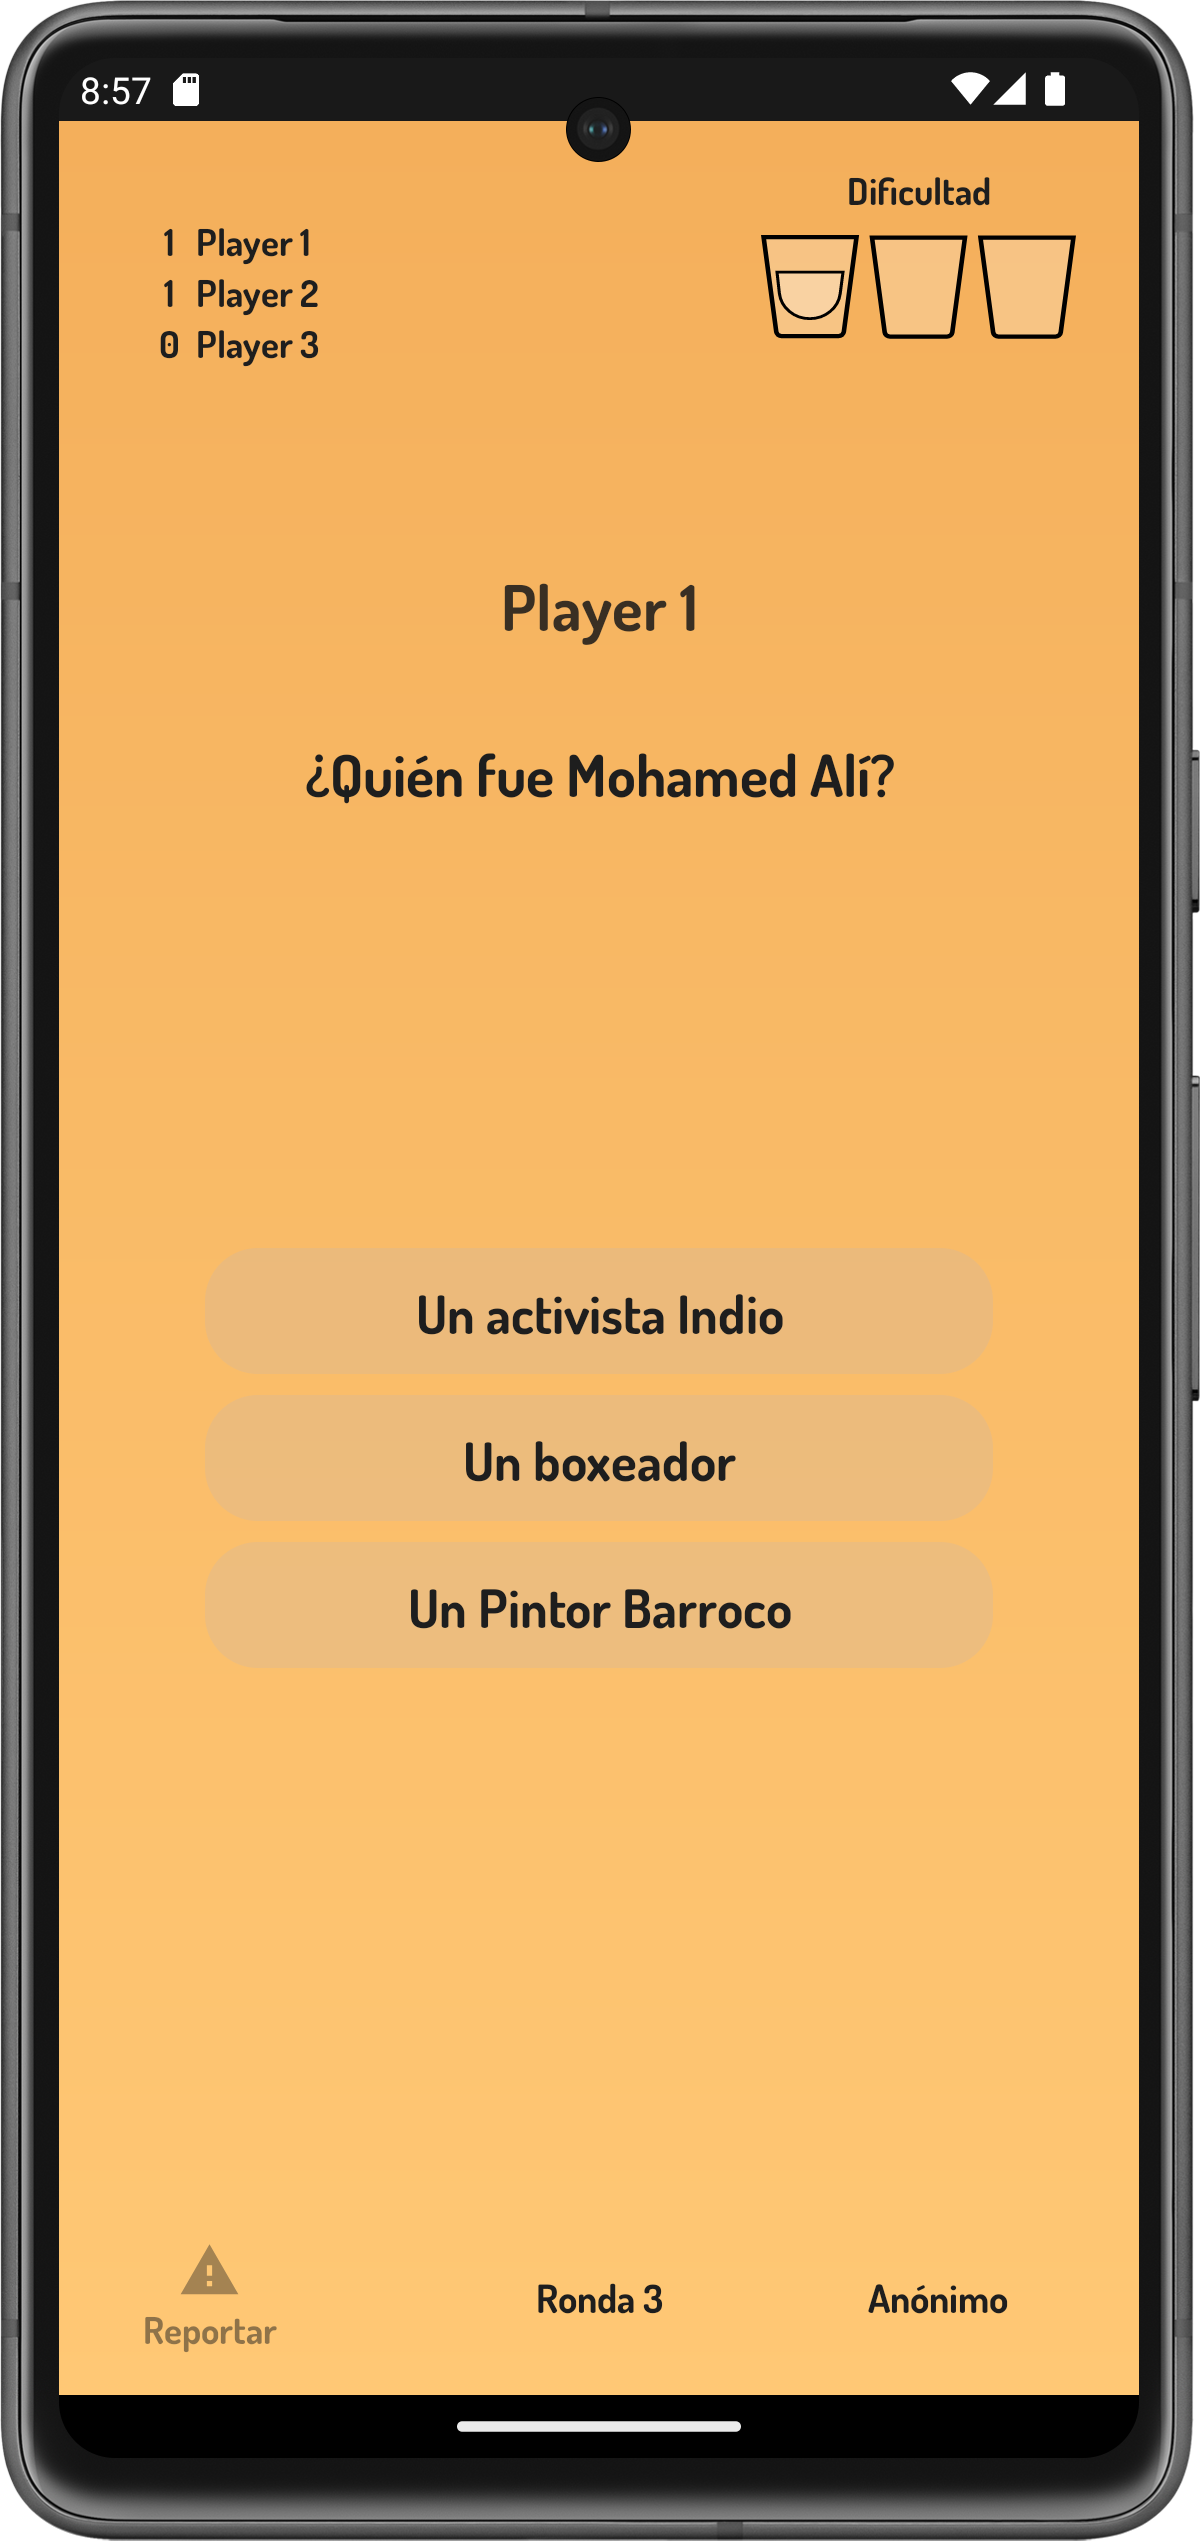 8:57
Dificultad
1 Player 1
1 Player 2
0 Player 3
Player 1
¿Quién fue Mohamed Alí?
Un activista Indio
Un boxeador
Un Pintor Barroco
Reportar
Ronda 3
Anónimo